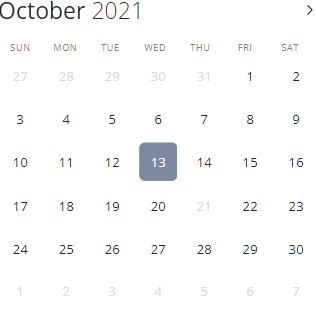 October 2021
SUN MON TUE WED THU FRI SAT
27 28 29 30 31 1 2
3 4 5 6 7 8 9
10 11 12 13 14 15 16
17 18 19 20 21 22 23
24 25 26 27 28 29 30
1 2 3 4 5 6 7